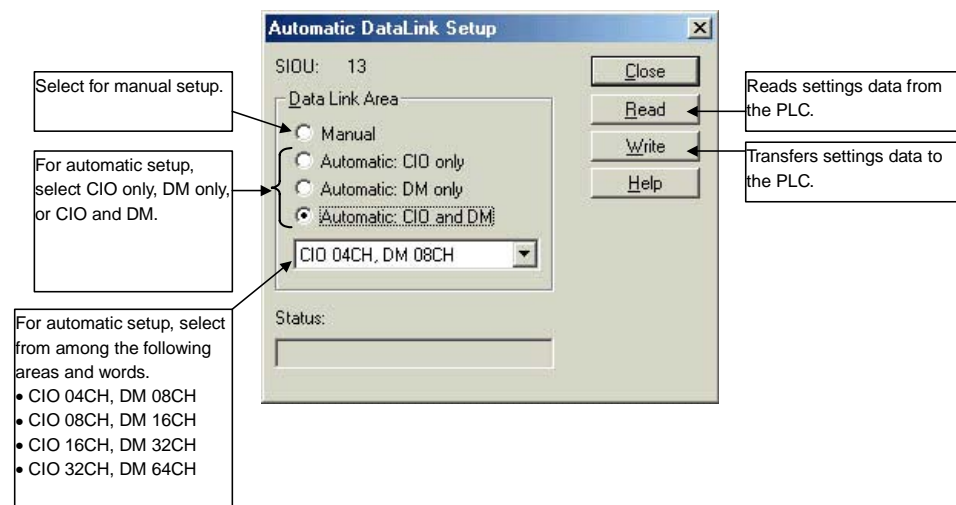 Automatic DataLink Setup
SIOU: 13
Close
Select for manual setup.
Data Link Area
Read
Reads settings data from
the PLC.
Manual
Write
For automatic setup,
select CIO only, DM only,
or CIO and DM.
Automatic: CIO only
Transfers settings data to
the PLC.
Automatic: DM only
Help
Automatic: CIO and DM
CIO 04CH, DM 08CH
For automatic setup, select
from among the following
areas and words.
• CIO 04CH, DM 08CH
• CIO 08CH, DM 16CH
• CIO 16CH, DM 32CH
• CIO 32CH, DM 64CH
Status: